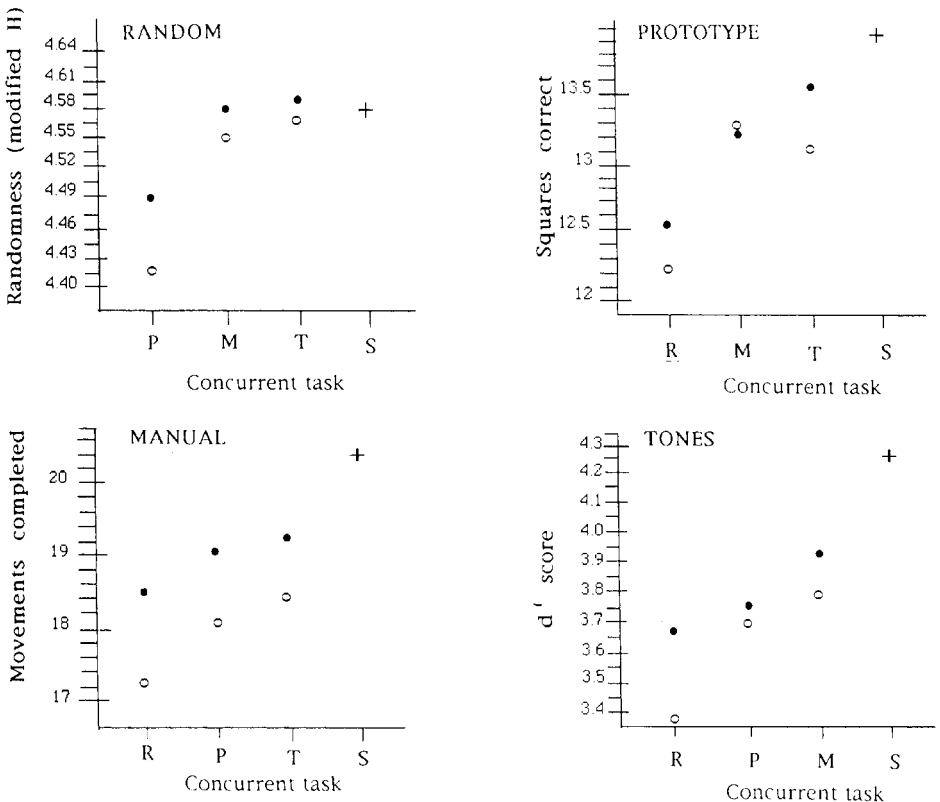 RANDOM
Randomness (modified H)
4.64
4.61
4.58
4.55
4.52
4.49
4.46
4.43
4.40
P M T S
Concurrent task
PROTOTYPE
Squares correct
13.5
13
12.5
12
R M T S
Concurrent task
MANUAL
Movements completed
20
19
18
17
R P T S
Concurrent task
TONES
d' score
4.3
4.2
4.1
4.0
3.9
3.8
3.7
3.6
3.5
3.4
R P M S
Concurrent task